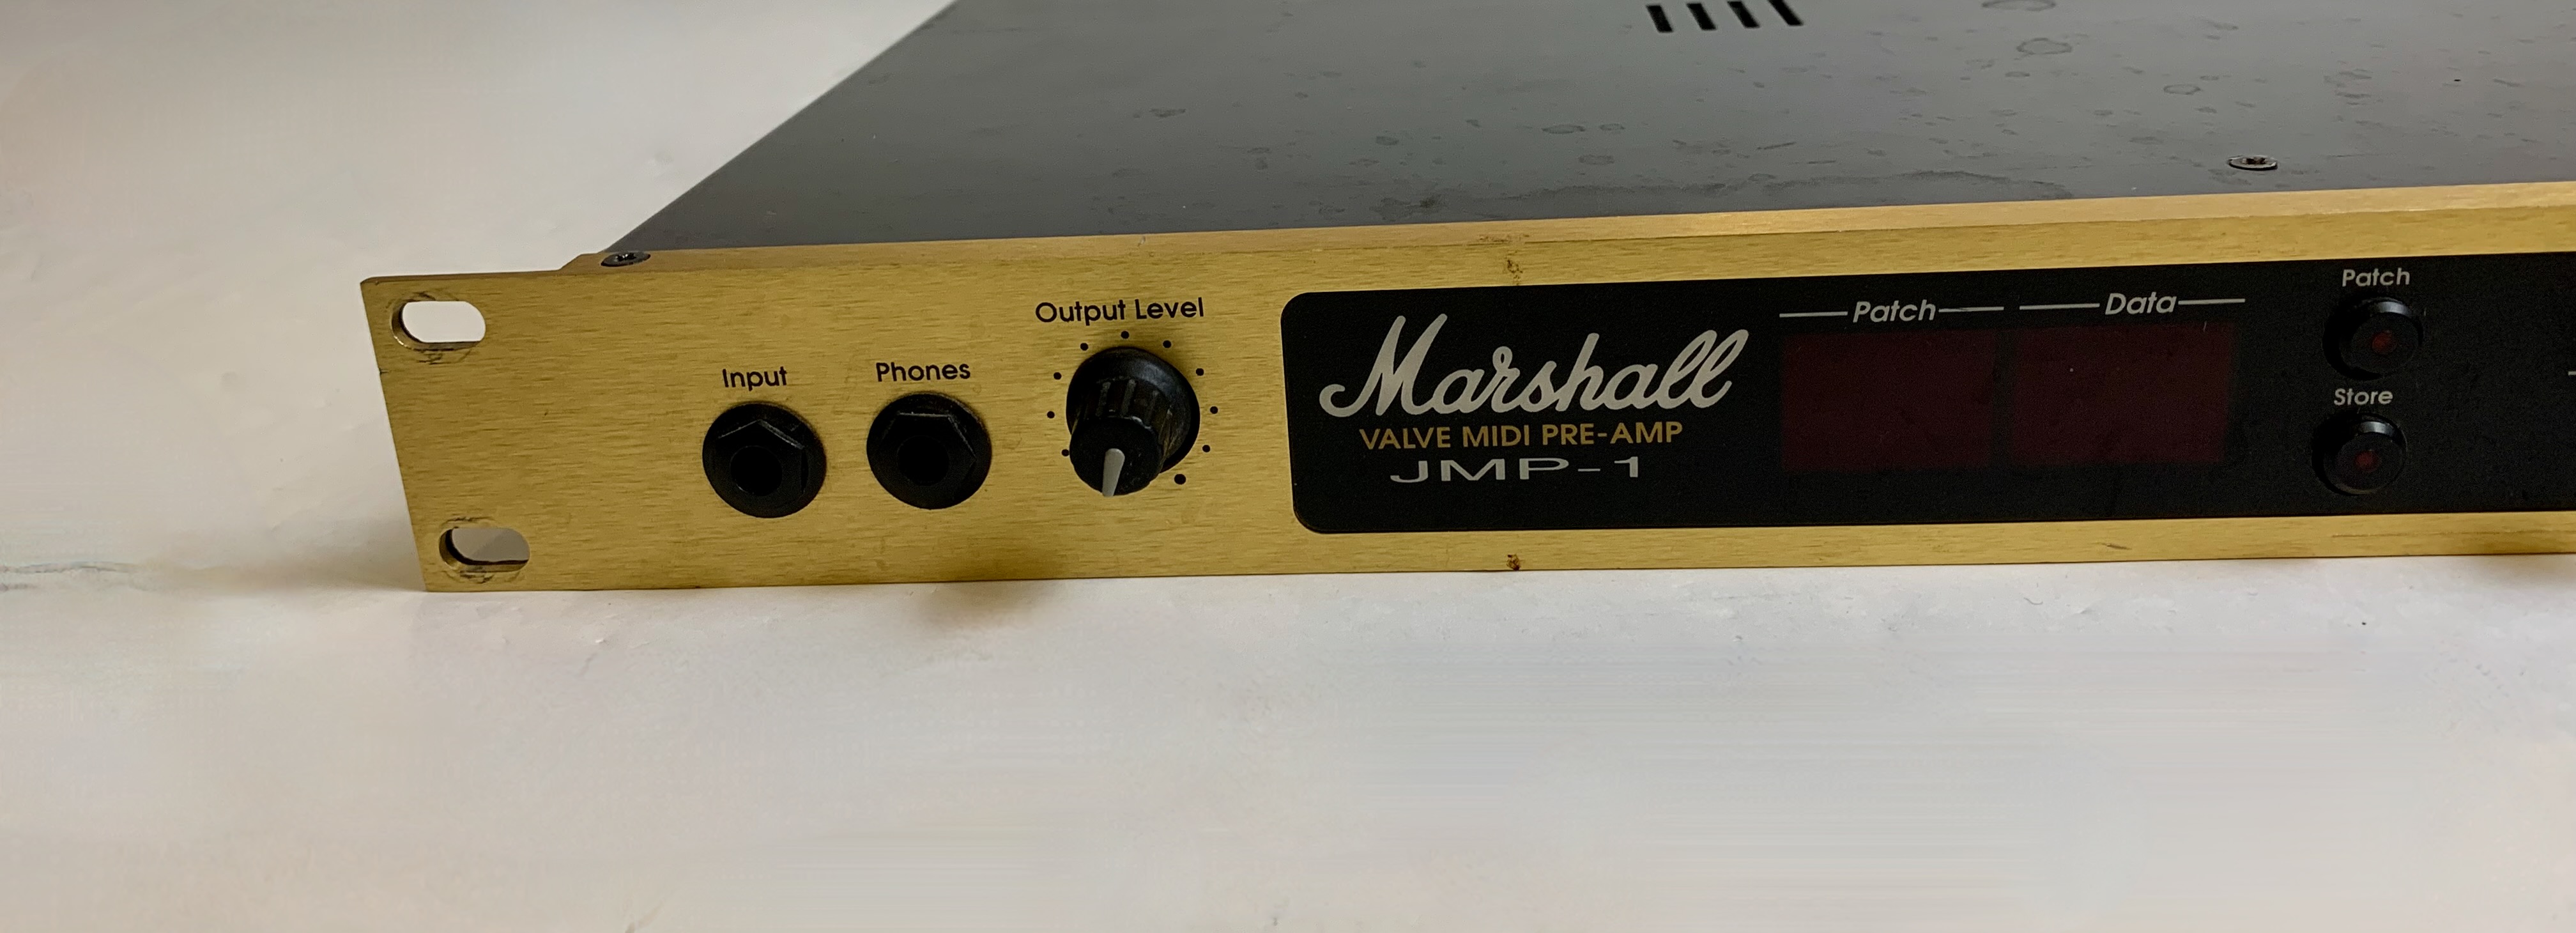 Input
Phones
Output Level
Marshall
VALVE MIDI PRE-AMP
JMP-1
Patch
Data
Patch
Store